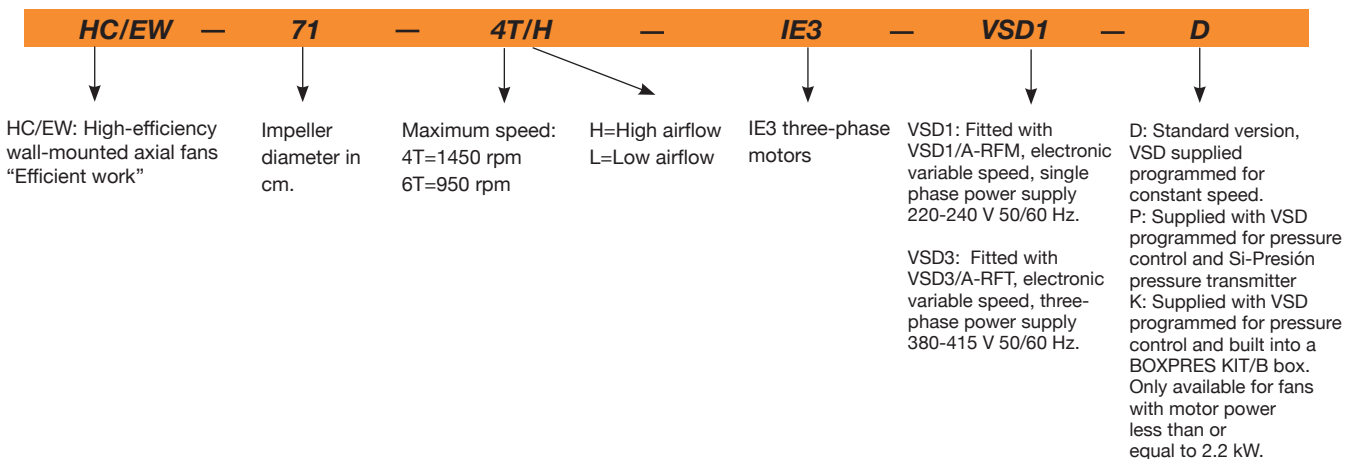 HC/EW — 71 — 4T/H — IE3 — VSD1 — D
HC/EW: High-efficiency
wall-mounted axial fans
“Efficient work”
Impeller
diameter in
cm.
Maximum speed:
4T=1450 rpm
6T=950 rpm
H=High airflow
L=Low airflow
IE3 three-phase
motors
VSD1: Fitted with
VSD1/A-RFM, electronic
variable speed, single
phase power supply
220-240 V 50/60 Hz.
VSD3: Fitted with
VSD3/A-RFT, electronic
variable speed, three-
phase power supply
380-415 V 50/60 Hz.
D: Standard version,
VSD supplied
programmed for
constant speed.
P: Supplied with VSD
programmed for pressure
control and Si-Presión
pressure transmitter
K: Supplied with VSD
programmed for pressure
control and built into a
BOXPRES KIT/B box.
Only available for fans
with motor power
less than or
equal to 2.2 kW.